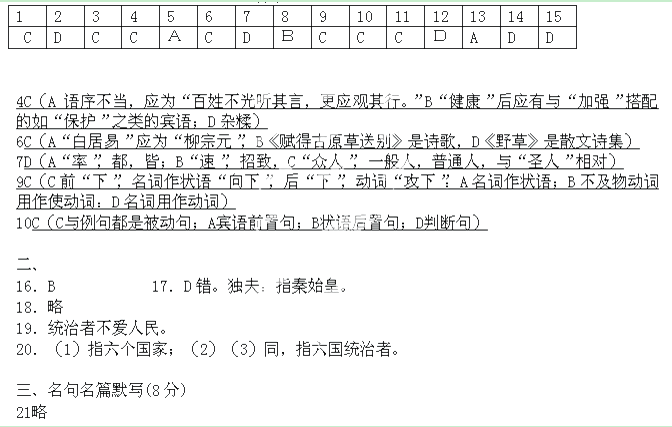 1 2 3 4 5 6 7 8 9 10 11 12 13 14 15
C D C C A C D B C C C D A D D
4C（A 语序不当，应为“百姓不光听其言，更应观其行。”B“健康”后应有与“加强”搭配
的如“保护”之类的宾语；D杂糅）
6C（A“白居易”应为“柳宗元”，B《赋得古原草送别》是诗歌，D《野草》是散文诗集）
7D（A“率”，都，皆；B“速”，招致，C“众人”，一般人，普通人，与“圣人”相对）
9C（C前“下”，名词作状语“向下”，后“下”，动词“攻下”；A名词作状语；B不及物动词
用作使动词；D名词用作动词）
10C（C与例句都是被动句；A宾语前置句；B状语后置句；D判断句）
二、
16．B 17．D错。独夫：指秦始皇。
18．略
19．统治者不爱人民。
20．（1）指六个国家；（2）（3）同，指六国统治者。
三、名句名篇默写(8分)
21略